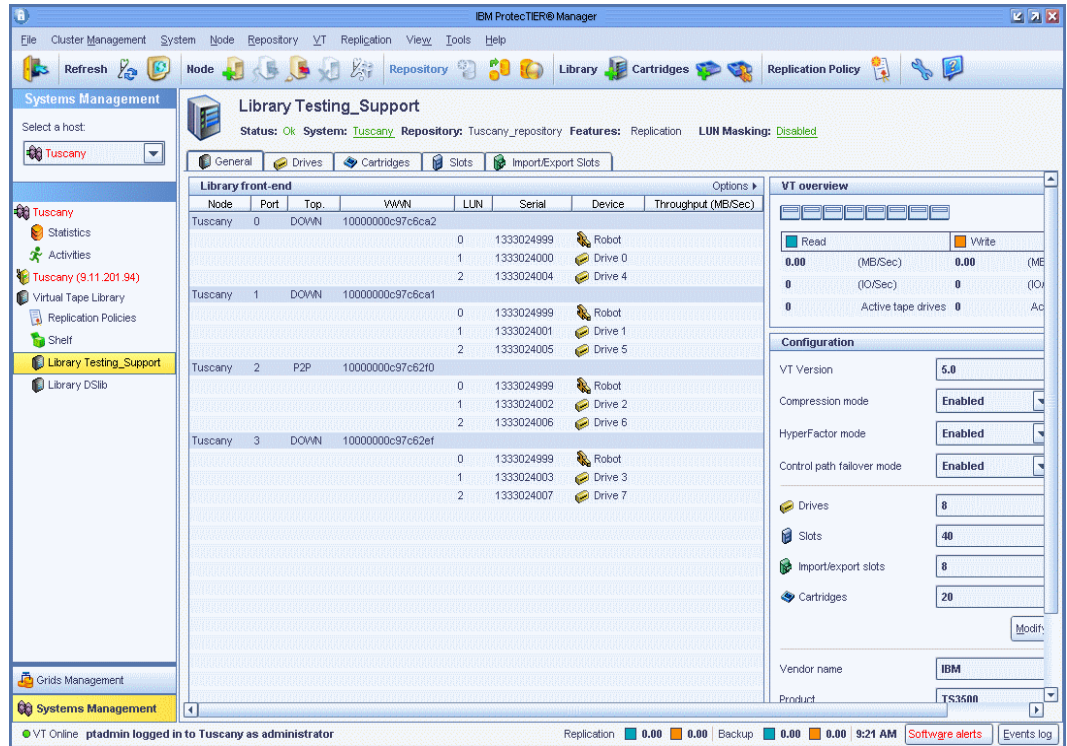 IBM ProtecTIER® Manager
File Cluster Management System Node Repository VT Replication View Tools Help
Refresh Node Repository Library Cartridges Replication Policy
Systems Management
Select a host:
Tuscany
Tuscany
Statistics
Activities
Tuscany (9.11.201.94)
Virtual Tape Library
Replication Policies
Shelf
Library Testing_Support
Library DSlib
Grids Management
Systems Management
Library Testing_Support
Status: Ok System: Tuscany Repository: Tuscany_repository Features: Replication LUN Masking: Disabled
General Drives Cartridges Slots Import/Export Slots
Library front-end Options
Node Port Top. WWN LUN Serial Device Throughput (MB/Sec)
Tuscany 0 DOWN 10000000c97c6ca2
0 1333024999 Robot
1 1333024000 Drive 0
2 1333024004 Drive 4
Tuscany 1 DOWN 10000000c97c6ca1
0 1333024999 Robot
1 1333024001 Drive 1
2 1333024005 Drive 5
Tuscany 2 P2P 10000000c97c62f0
0 1333024999 Robot
1 1333024002 Drive 2
2 1333024006 Drive 6
Tuscany 3 DOWN 10000000c97c62ef
0 1333024999 Robot
1 1333024003 Drive 3
2 1333024007 Drive 7
VT overview
Read Write
0.00 (MB/Sec) 0.00 (ME
0 (IO/Sec) 0 (IO/
0 Active tape drives 0 Ac
Configuration
VT Version 5.0
Compression mode Enabled
HyperFactor mode Enabled
Control path failover mode Enabled
Drives 8
Slots 40
Import/export slots 8
Cartridges 20
Modify
Vendor name IBM
Product TS3500
VT Online ptadmin logged in to Tuscany as administrator
Replication 0.00 0.00 Backup 0.00 0.00 9:21 AM Software alerts Events log